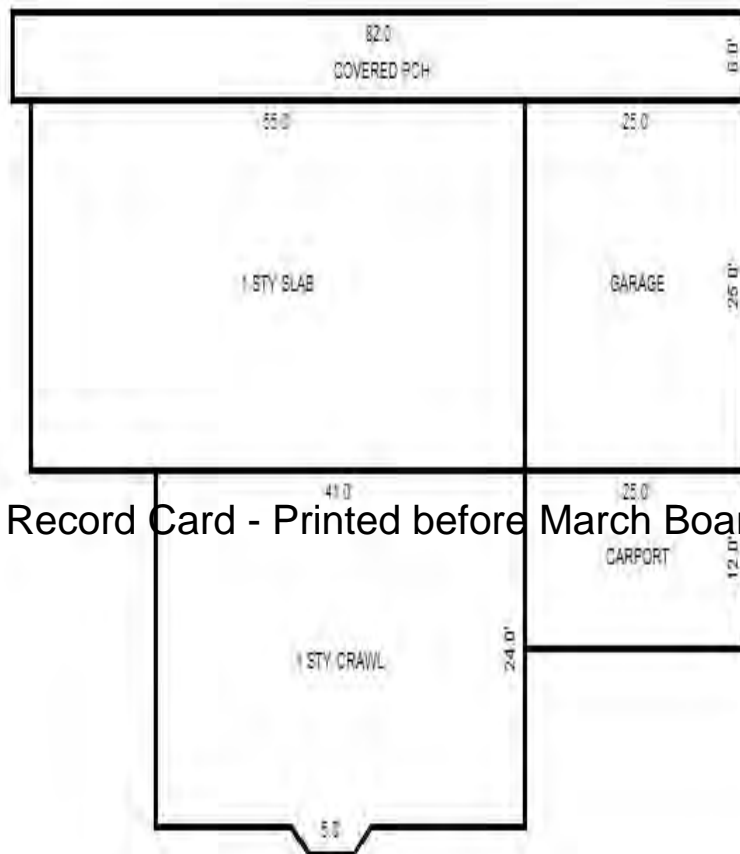 82.0
6.0'
COVERED PCH
55.0
25.0
1 STY SLAB
GARAGE
25.0'
41.0
25.0
Record Card - Printed before March Boar
CARPORT
12.0'
1 STY CRAWL
24.0'
5.0'